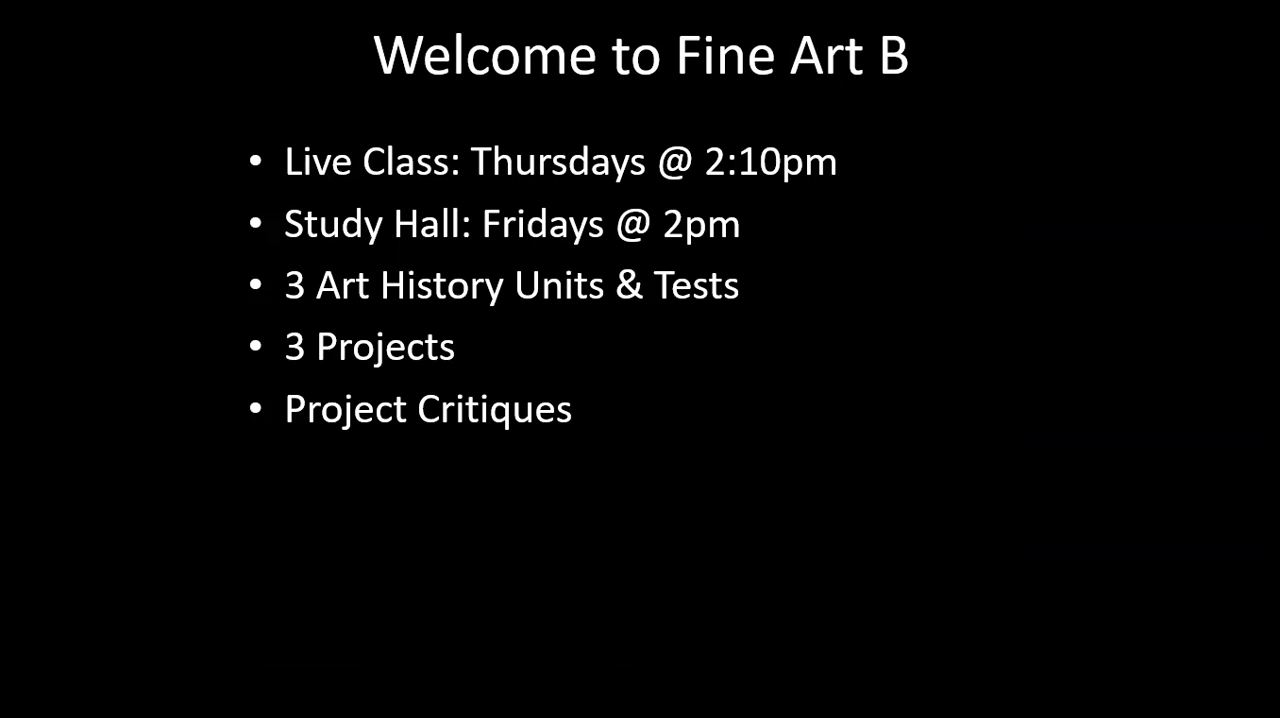 Welcome to Fine Art B
• Live Class: Thursdays @ 2:10pm
• Study Hall: Fridays @ 2pm
• 3 Art History Units & Tests
• 3 Projects
• Project Critiques